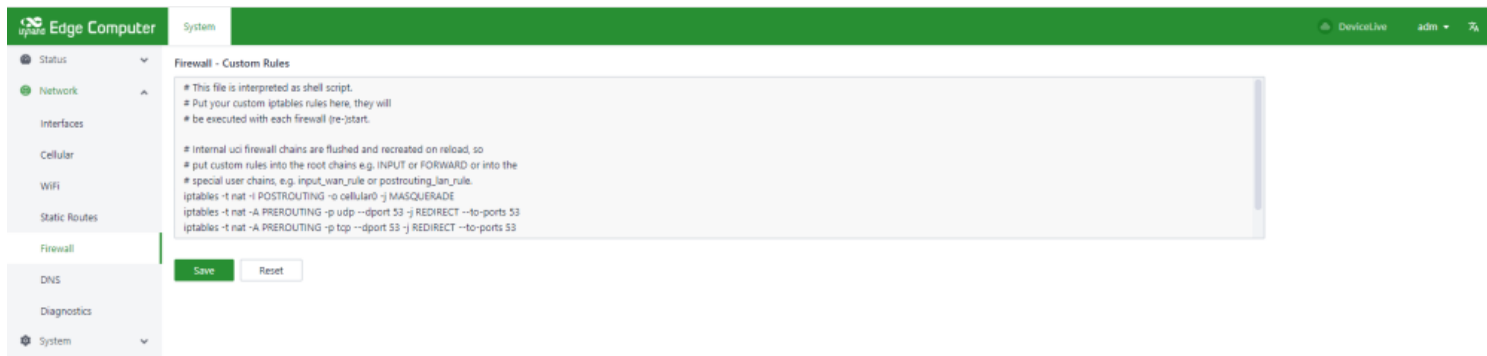 inhand Edge Computer
System
DeviceLive
adm
Status
Network
Interfaces
Cellular
WiFi
Static Routes
Firewall
DNS
Diagnostics
System
Firewall - Custom Rules
# This file is interpreted as shell script.
# Put your custom iptables rules here, they will
# be executed with each firewall (re-)start.
# Internal uci firewall chains are flushed and recreated on reload, so
# put custom rules into the root chains e.g. INPUT or FORWARD or into the
# special user chains, e.g. input_wan_rule or postrouting_lan_rule.
iptables -t nat -I POSTROUTING -o cellular0 -j MASQUERADE
iptables -t nat -A PREROUTING -p udp --dport 53 -j REDIRECT --to-ports 53
iptables -t nat -A PREROUTING -p tcp --dport 53 -j REDIRECT --to-ports 53
Save
Reset